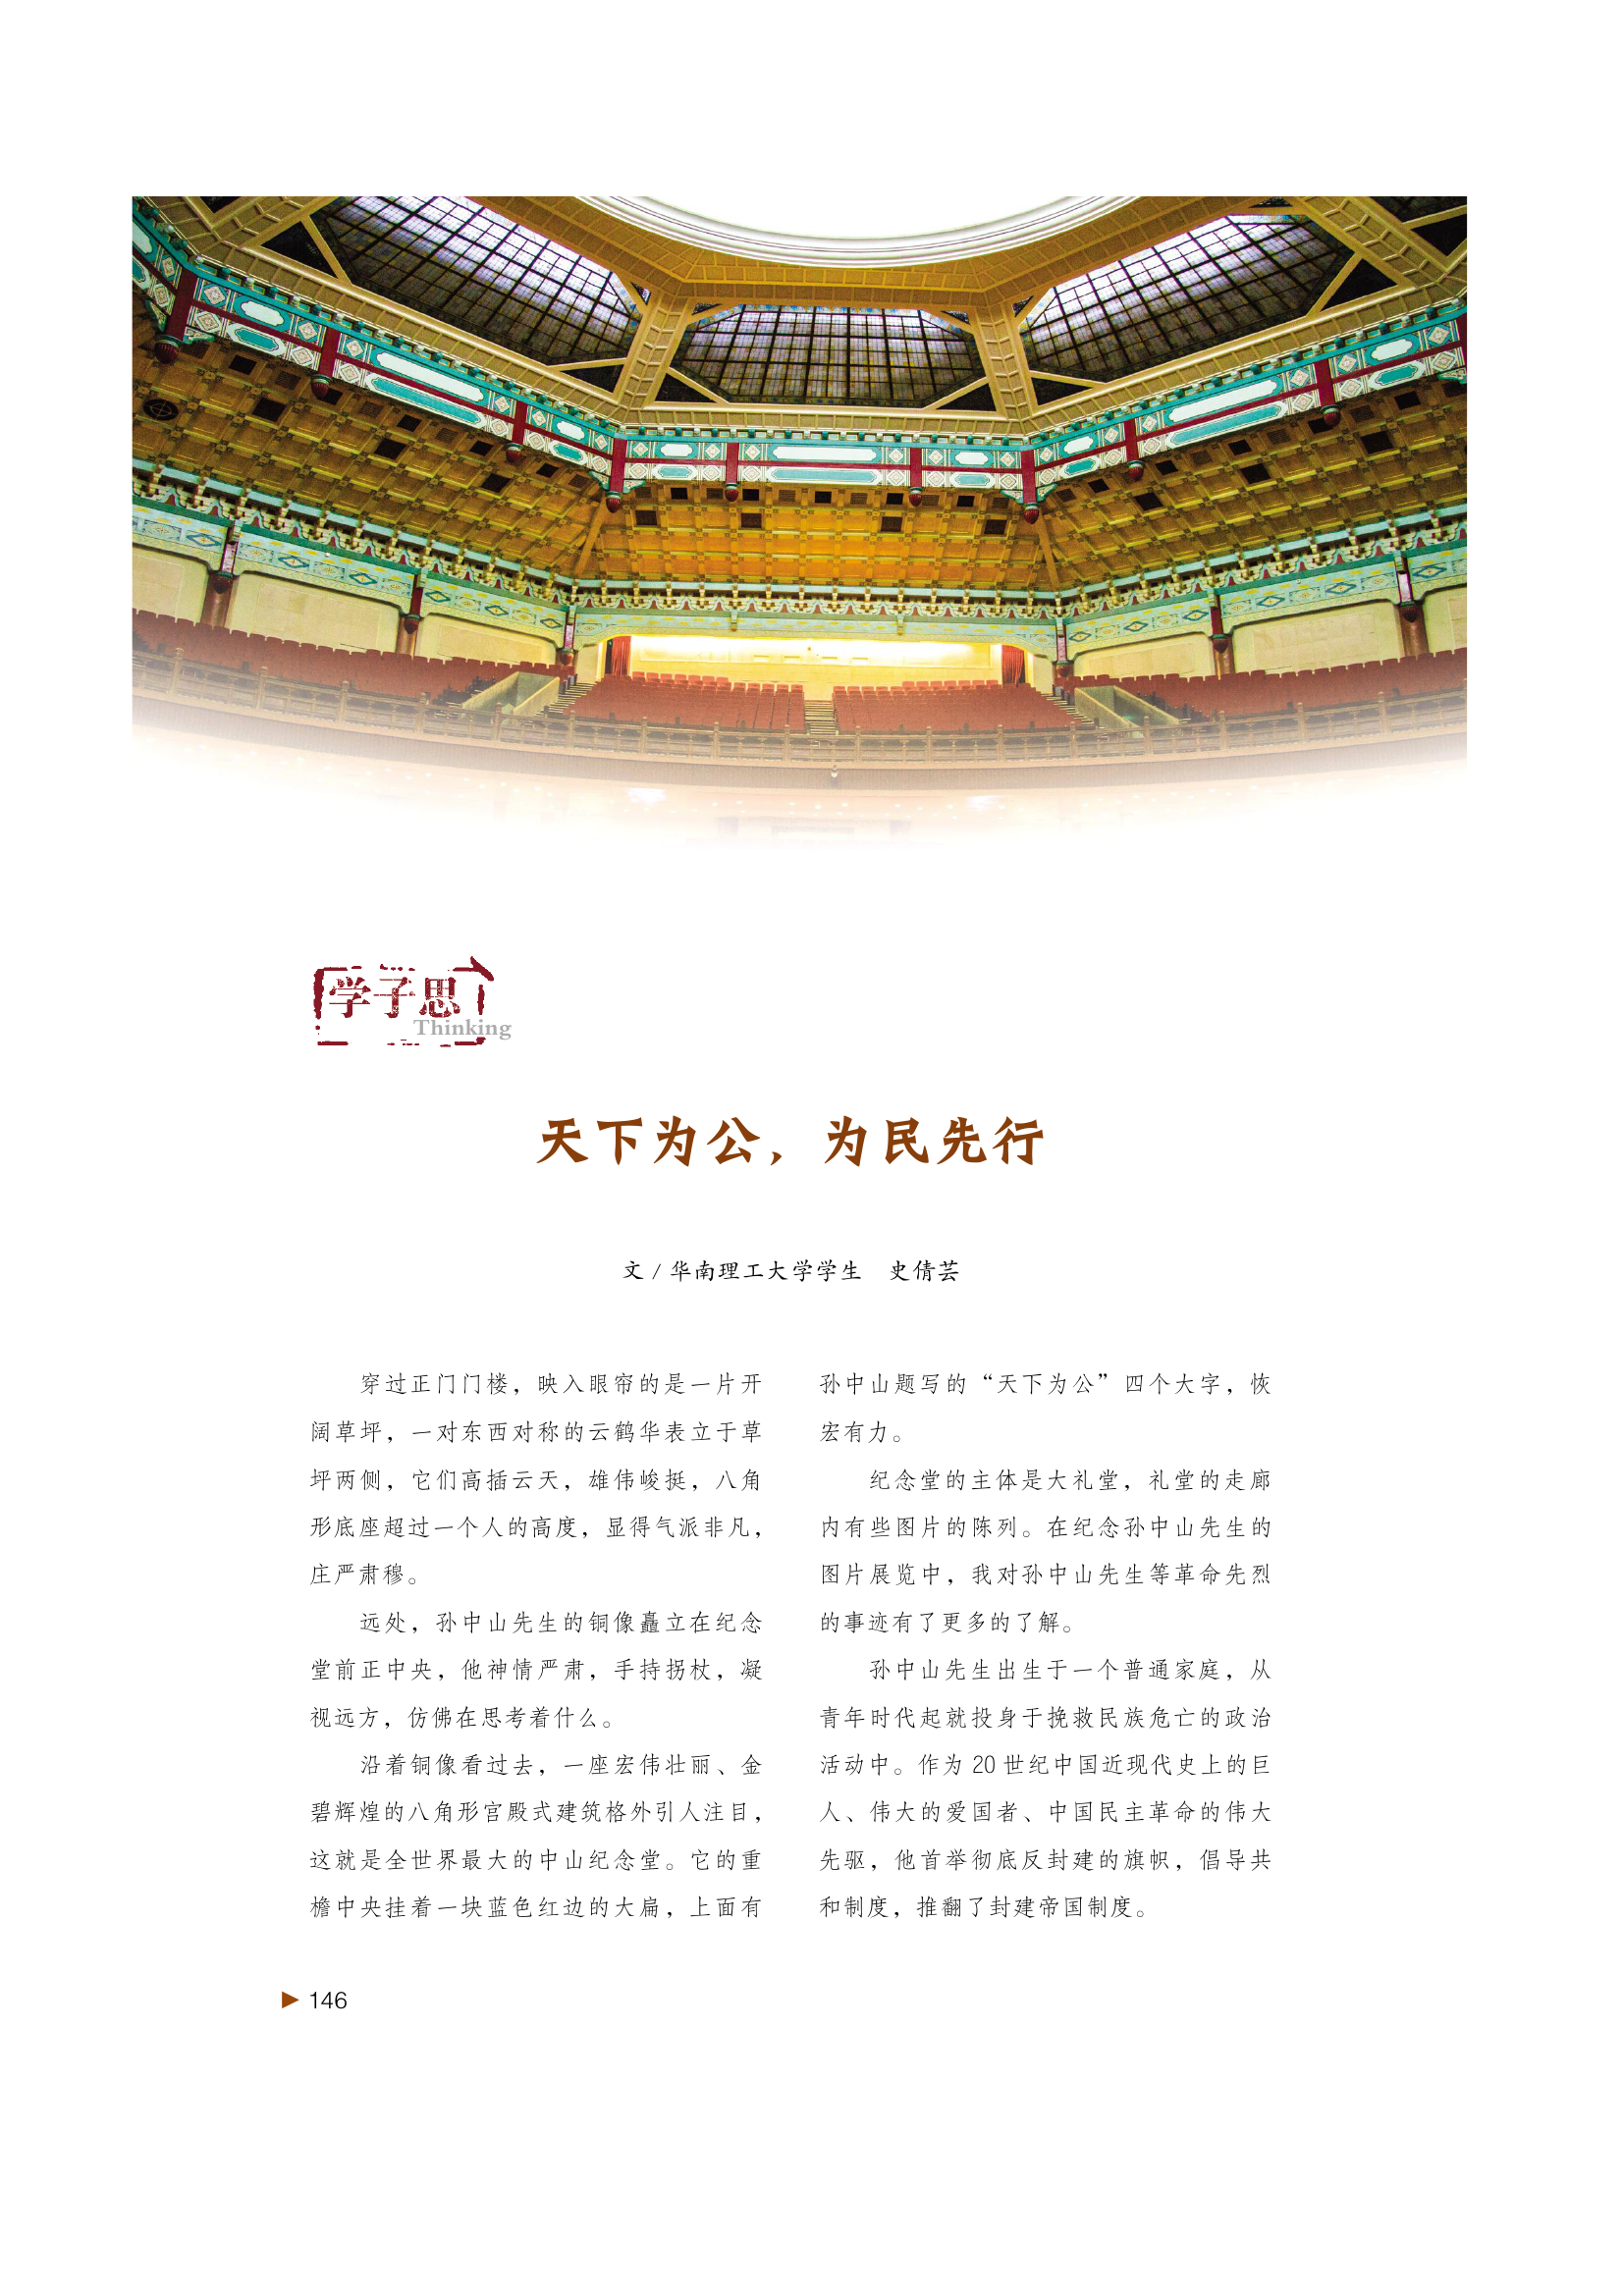 学子思
Thinking
天下为公，为民先行
文 / 华南理工大学学生　史倩芸
穿过正门门楼，映入眼帘的是一片开
阔草坪，一对东西对称的云鹤华表立于草
坪两侧，它们高插云天，雄伟峻挺，八角
形底座超过一个人的高度，显得气派非凡，
庄严肃穆。
远处，孙中山先生的铜像矗立在纪念
堂前正中央，他神情严肃，手持拐杖，凝
视远方，仿佛在思考着什么。
沿着铜像看过去，一座宏伟壮丽、金
碧辉煌的八角形宫殿式建筑格外引人注目，
这就是全世界最大的中山纪念堂。它的重
檐中央挂着一块蓝色红边的大扁，上面有
孙中山题写的“天下为公”四个大字，恢
宏有力。
纪念堂的主体是大礼堂，礼堂的走廊
内有些图片的陈列。在纪念孙中山先生的
图片展览中，我对孙中山先生等革命先烈
的事迹有了更多的了解。
孙中山先生出生于一个普通家庭，从
青年时代起就投身于挽救民族危亡的政治
活动中。作为 20 世纪中国近现代史上的巨
人、伟大的爱国者、中国民主革命的伟大
先驱，他首举彻底反封建的旗帜，倡导共
和制度，推翻了封建帝国制度。
146